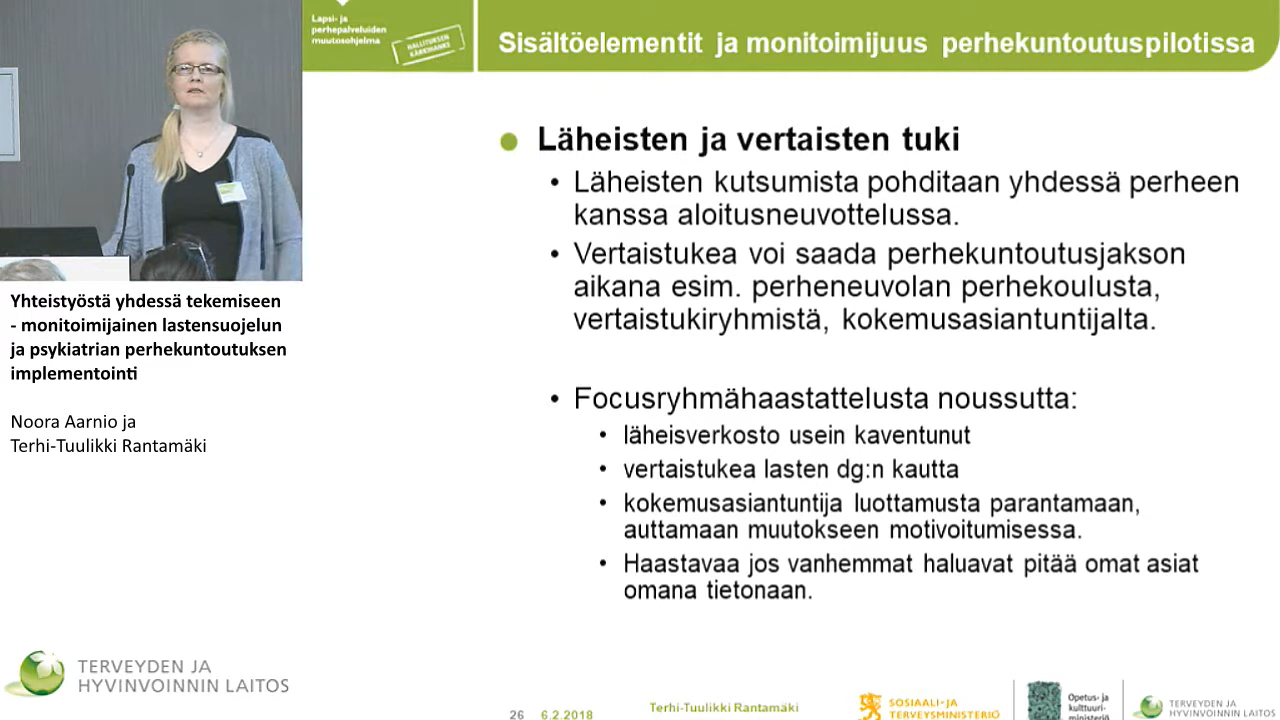 Lapsi- ja
perhepalveluiden
muutosohjelma
HALLITUKSEN
KÄRKIHANKE
Sisältöelementit ja monitoimijuus perhekuntoutuspilotissa
Läheisten ja vertaisten tuki
• Läheisten kutsumista pohditaan yhdessä perheen
kanssa aloitusneuvottelussa.
• Vertaistukea voi saada perhekuntoutusjakson
aikana esim. perheneuvolan perhekoulusta,
vertaistukiryhmistä, kokemusasiantuntijalta.
• Focusryhmähaastattelusta noussutta:
• läheisverkosto usein kaventunut
• vertaistukea lasten dg:n kautta
• kokemusasiantuntija luottamusta parantamaan,
auttamaan muutokseen motivoitumisessa.
• Haastavaa jos vanhemmat haluavat pitää omat asiat
omana tietonaan.
Yhteistyöstä yhdessä tekemiseen
- monitoimijainen lastensuojelun
ja psykiatrian perhekuntoutuksen
implementointi
Noora Aarnio ja
Terhi-Tuulikki Rantamäki
TERVEYDEN JA
HYVINVOINNIN LAITOS
26 6.2.2018
Terhi-Tuulikki Rantamäki
SOSIAALI- JA
TERVEYSMINISTERIÖ
Opetus- ja
kulttuuri-
ministeriö
TERVEYDEN JA
HYVINVOINNIN LAITOS